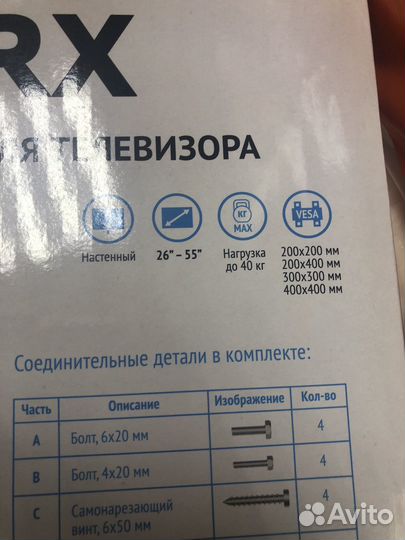 RX
ЛЯ ТЕЛЕВИЗОРА
КГ
MAX
VESA
Настенный
26” – 55”
Нагрузка
до 40 кг
200x200 мм
200x400 мм
300x300 мм
400x400 мм
Соединительные детали в комплекте:
Часть Описание Изображение Кол-во
A Болт, 6x20 мм 4
B Болт, 4x20 мм 4
C Самонарезающий
винт, 6x50 мм 4
Avito